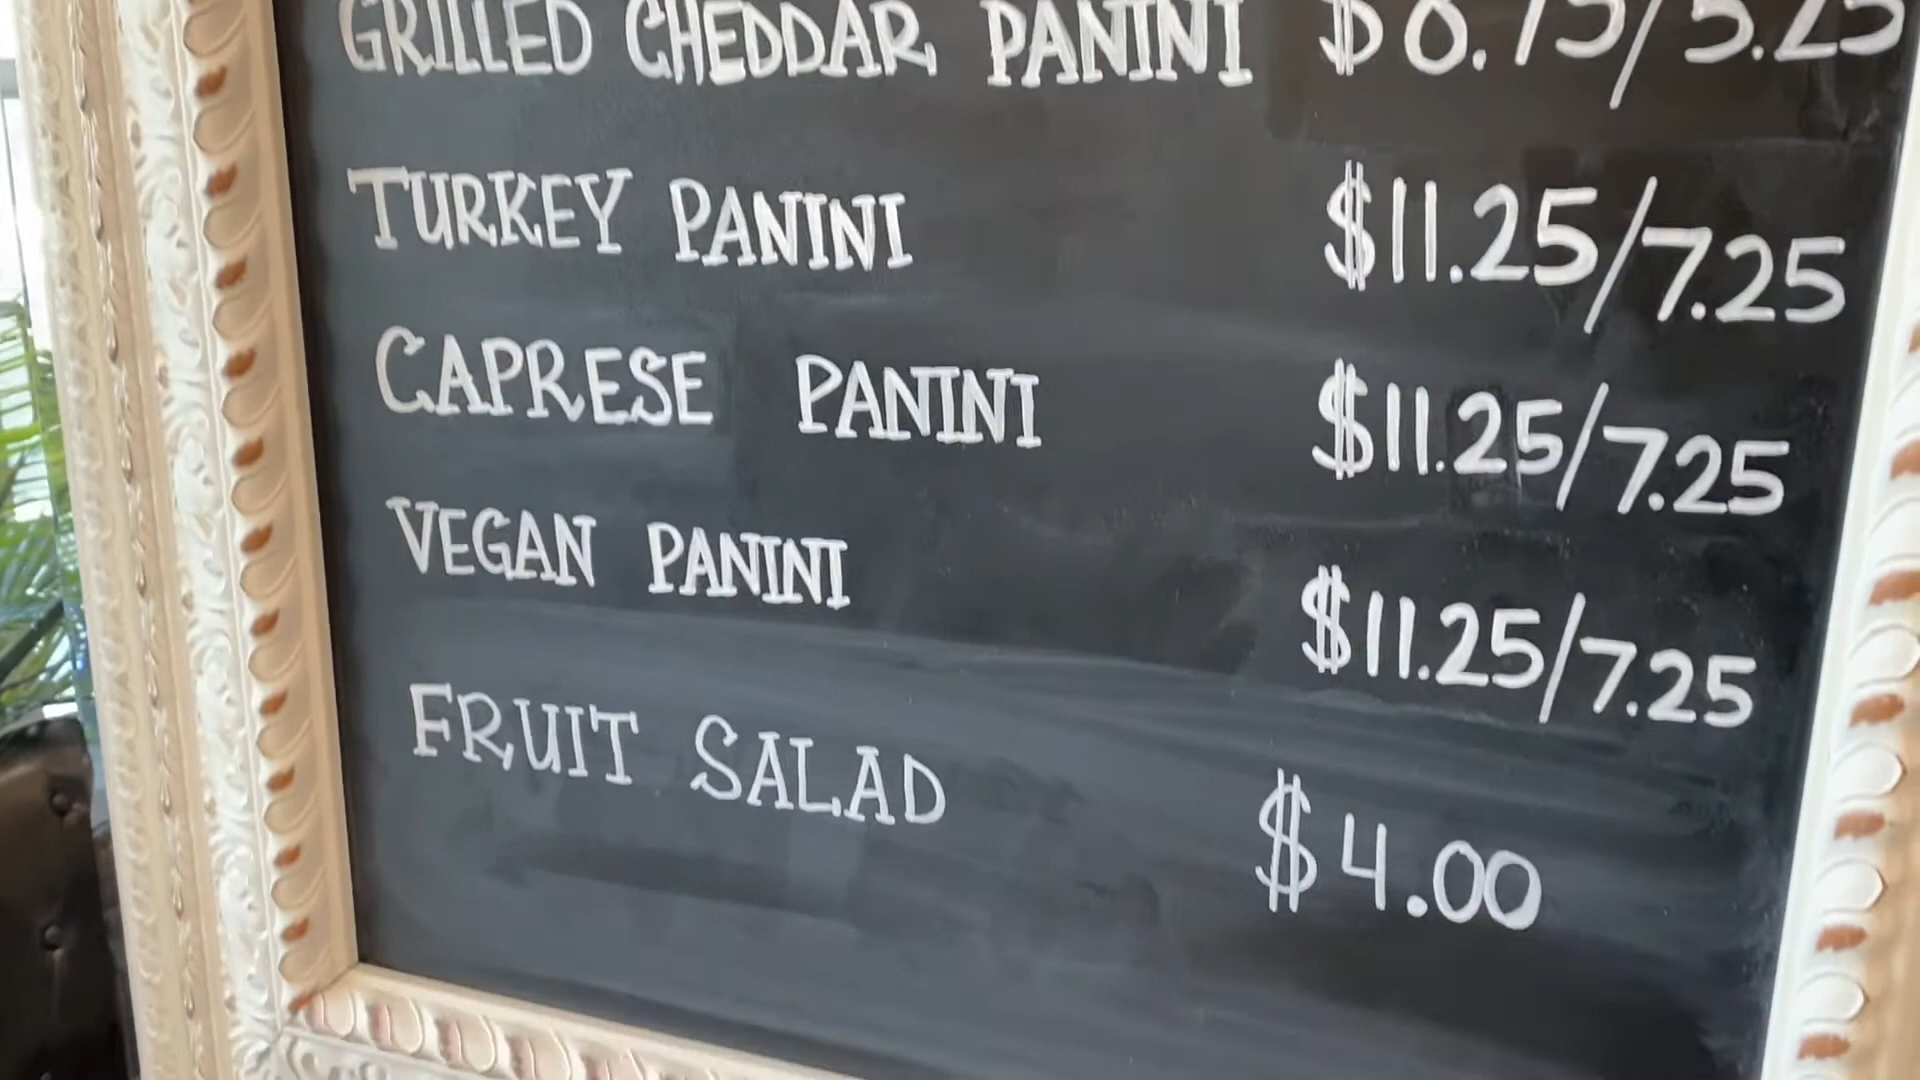 GRILLED CHEDDAR PANINI
TURKEY PANINI $11.25/7.25
CAPRESE PANINI $11.25/7.25
VEGAN PANINI $11.25/7.25
FRUIT SALAD $4.00